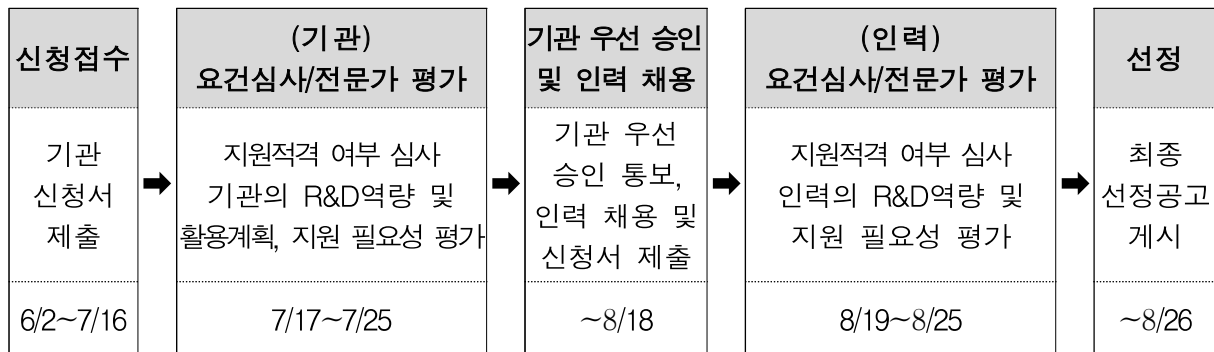 신청접수
기관
신청서
제출
6/2~7/16
➡
(기관)
요건심사/전문가 평가
지원적격 여부 심사
기관의 R&D역량 및
활용계획, 지원 필요성 평가
7/17~7/25
➡
기관 우선 승인
및 인력 채용
기관 우선
승인 통보,
인력 채용 및
신청서 제출
~8/18
➡
(인력)
요건심사/전문가 평가
지원적격 여부 심사
인력의 R&D역량 및
지원 필요성 평가
8/19~8/25
➡
선정
최종
선정공고
게시
~8/26